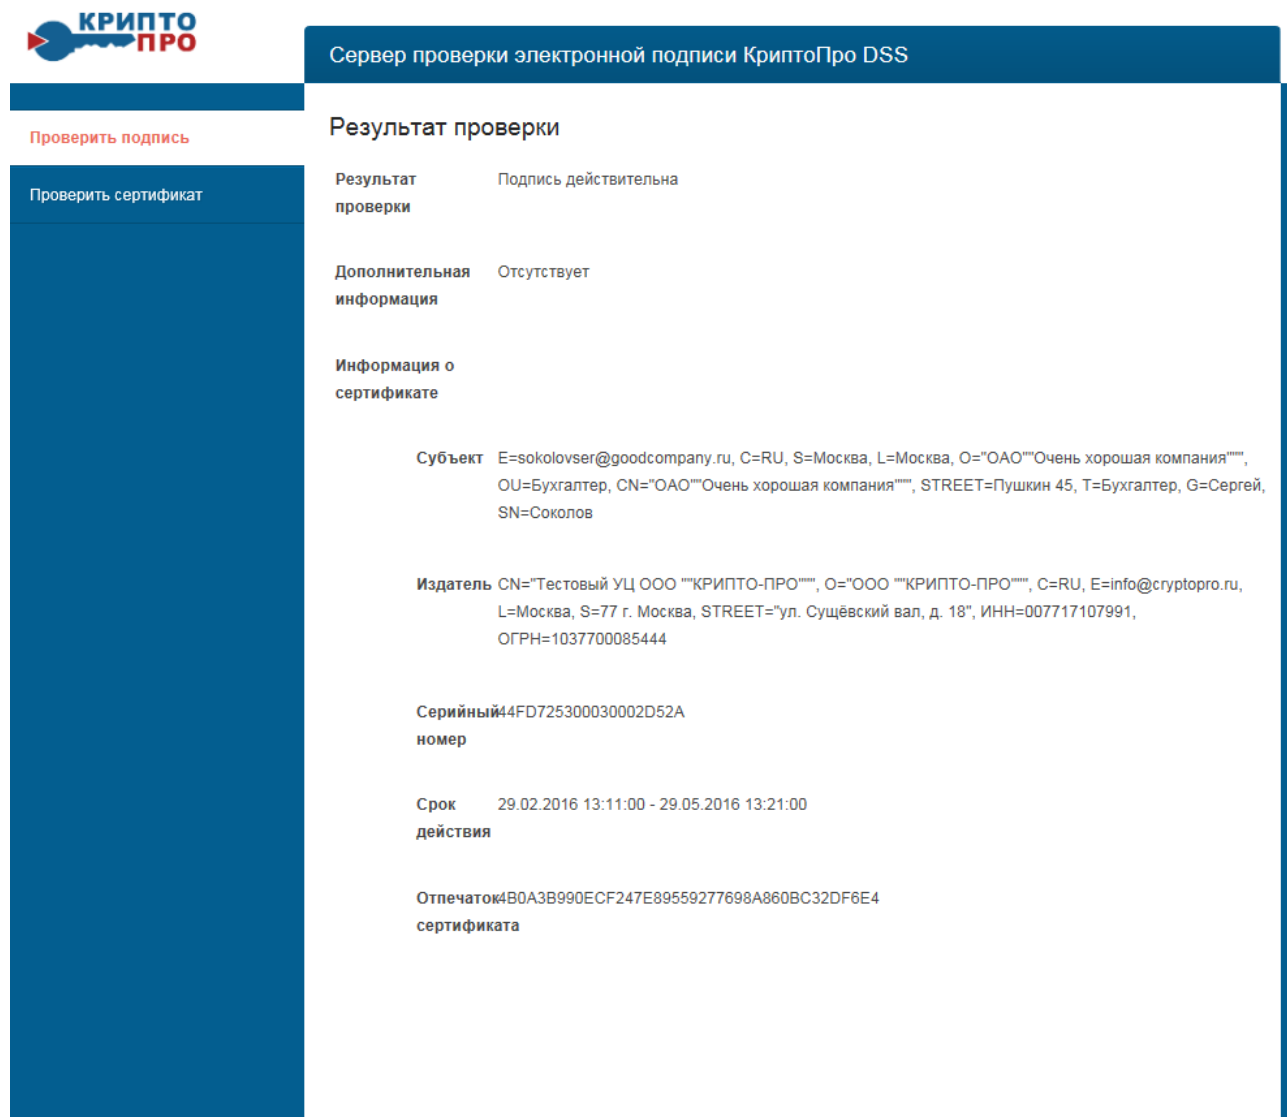 КРИПТО
ПРО
Сервер проверки электронной подписи КриптоПро DSS
Проверить подпись
Проверить сертификат
Результат проверки
Результат проверки Подпись действительна
Дополнительная информация Отсутствует
Информация о сертификате
Субъект E=sokolovser@goodcompany.ru, C=RU, S=Москва, L=Москва, O="ОАО""Очень хорошая компания""",
OU=Бухгалтер, CN="ОАО""Очень хорошая компания""", STREET=Пушкин 45, T=Бухгалтер, G=Сергей,
SN=Соколов
Издатель CN="Тестовый УЦ ООО ""КРИПТО-ПРО""", O="ООО ""КРИПТО-ПРО""", C=RU, E=info@cryptopro.ru,
L=Москва, S=77 г. Москва, STREET="ул. Сущёвский вал, д. 18", ИНН=007717107991,
ОГРН=1037700085444
Серийный номер 44FD725300030002D52A
Срок действия 29.02.2016 13:11:00 - 29.05.2016 13:21:00
Отпечаток сертификата 4B0A3B990ECF247E89559277698A860BC32DF6E4